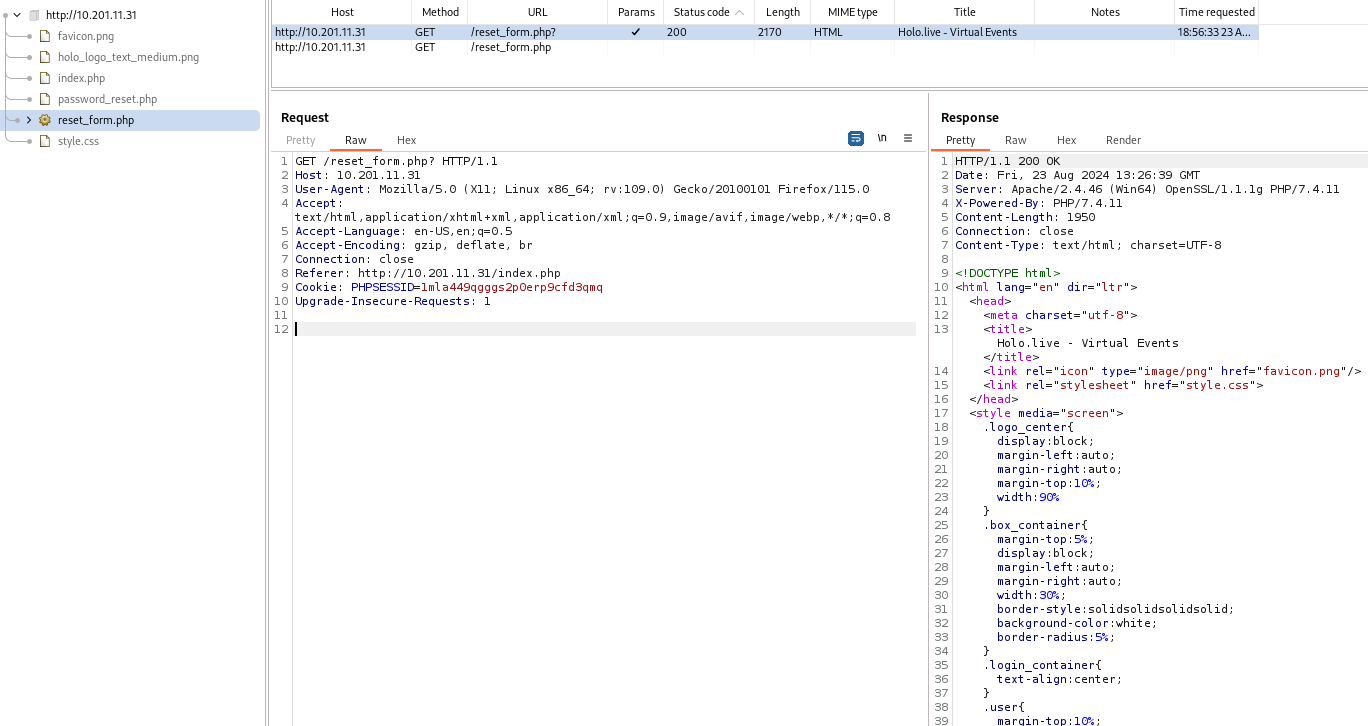 http://10.201.11.31
favicon.png
holo_logo_text_medium.png
index.php
password_reset.php
reset_form.php
style.css
Host Method URL Params Status code Length MIME type Title Notes Time requested
http://10.201.11.31 GET /reset_form.php? ✓ 200 2170 HTML Holo.live - Virtual Events 18:56:33 23 A...
http://10.201.11.31 GET /reset_form.php
Request
Pretty Raw Hex \n
1 GET /reset_form.php? HTTP/1.1
2 Host: 10.201.11.31
3 User-Agent: Mozilla/5.0 (X11; Linux x86_64; rv:109.0) Gecko/20100101 Firefox/115.0
4 Accept:
text/html,application/xhtml+xml,application/xml;q=0.9,image/avif,image/webp,*/*;q=0.8
5 Accept-Language: en-US,en;q=0.5
6 Accept-Encoding: gzip, deflate, br
7 Connection: close
8 Referer: http://10.201.11.31/index.php
9 Cookie: PHPSESSID=1mla449qgggs2p0erp9cfd3qmq
10 Upgrade-Insecure-Requests: 1
11
12
Response
Pretty Raw Hex Render
1 HTTP/1.1 200 OK
2 Date: Fri, 23 Aug 2024 13:26:39 GMT
3 Server: Apache/2.4.46 (Win64) OpenSSL/1.1.1g PHP/7.4.11
4 X-Powered-By: PHP/7.4.11
5 Content-Length: 1950
6 Connection: close
7 Content-Type: text/html; charset=UTF-8
8
9 <!DOCTYPE html>
10 <html lang="en" dir="ltr">
11 <head>
12 <meta charset="utf-8">
13 <title>
Holo.live - Virtual Events
</title>
14 <link rel="icon" type="image/png" href="favicon.png"/>
15 <link rel="stylesheet" href="style.css">
16 </head>
17 <style media="screen">
18 .logo_center{
19 display:block;
20 margin-left:auto;
21 margin-right:auto;
22 margin-top:10%;
23 width:90%
24 }
25 .box_container{
26 margin-top:5%;
27 display:block;
28 margin-left:auto;
29 margin-right:auto;
30 width:30%;
31 border-style:solidsolidsolidsolid;
32 background-color:white;
33 border-radius:5%;
34 }
35 .login_container{
36 text-align:center;
37 }
38 .user{
39 margin-top:10%;